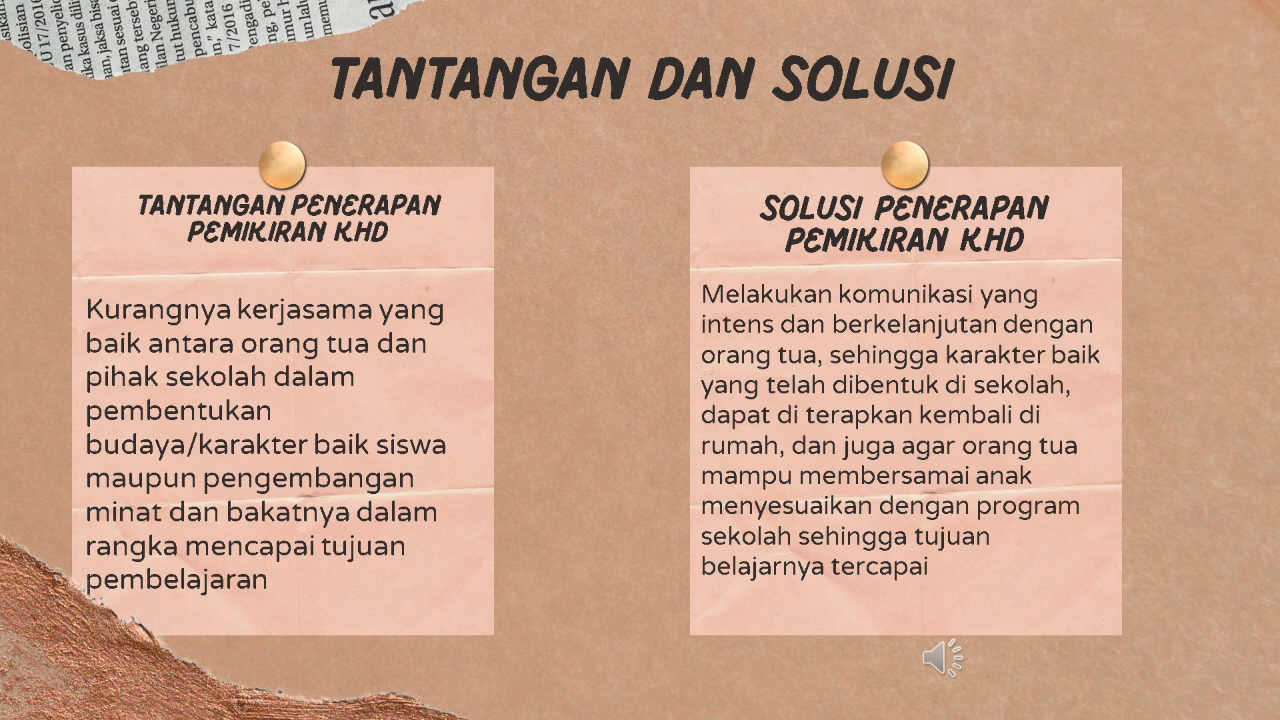 TANTANGAN DAN SOLUSI
TANTANGAN PENERAPAN
PEMIKIRAN KHD
Kurangnya kerjasama yang
baik antara orang tua dan
pihak sekolah dalam
pembentukan
budaya/karakter baik siswa
maupun pengembangan
minat dan bakatnya dalam
rangka mencapai tujuan
pembelajaran
SOLUSI PENERAPAN
PEMIKIRAN KHD
Melakukan komunikasi yang
intens dan berkelanjutan dengan
orang tua, sehingga karakter baik
yang telah dibentuk di sekolah,
dapat di terapkan kembali di
rumah, dan juga agar orang tua
mampu membersamai anak
menyesuaikan dengan program
sekolah sehingga tujuan
belajarnya tercapai